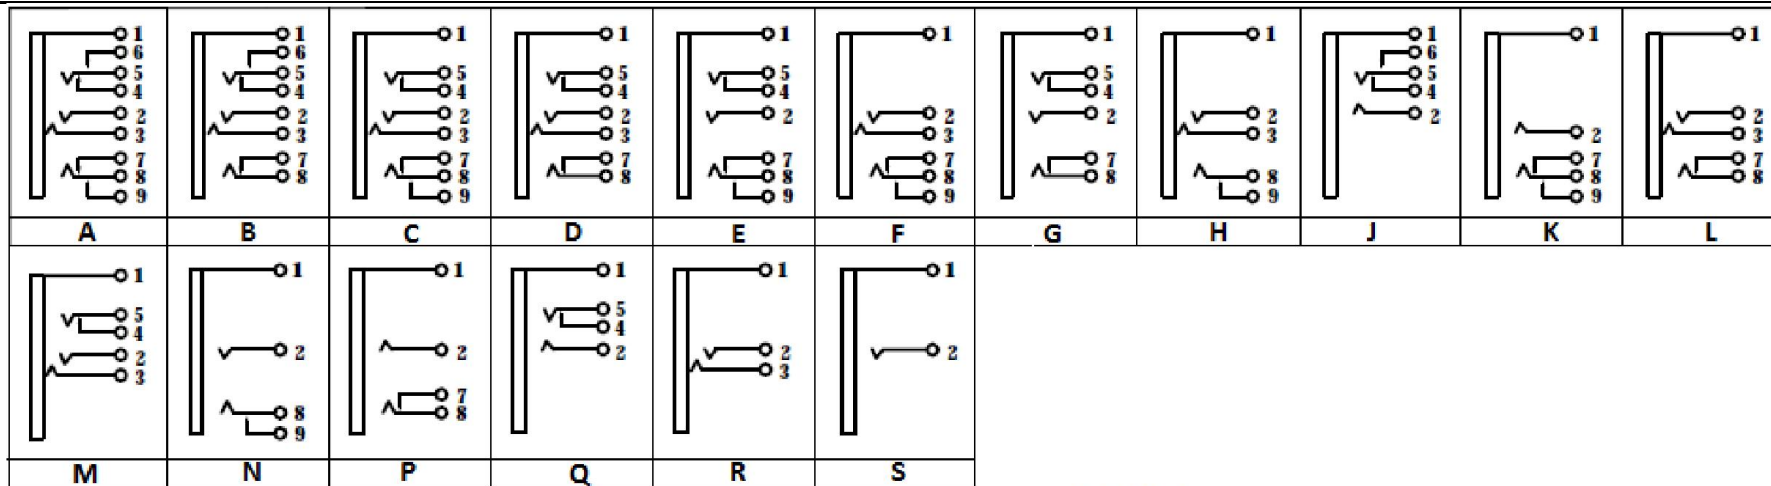 1 1 1 1 1 1 1 1 1 1 1
6 6 6
5 5 5 5 5 5 5
4 4 4 4 4 4 4
2 2 2 2 2 2 2 2 2 2
3 3 3 3 3 3 2 3
7 7 7 7 7 7 7 7 7
8 8 8 8 8 8 8 8 8 8
9 9 9 9 9 9
A B C D E F G H J K L
1 1 1 1 1 1
5 5
4 4
2 2 2 2 2 2
3 3
7
8 8
9
M N P Q R S